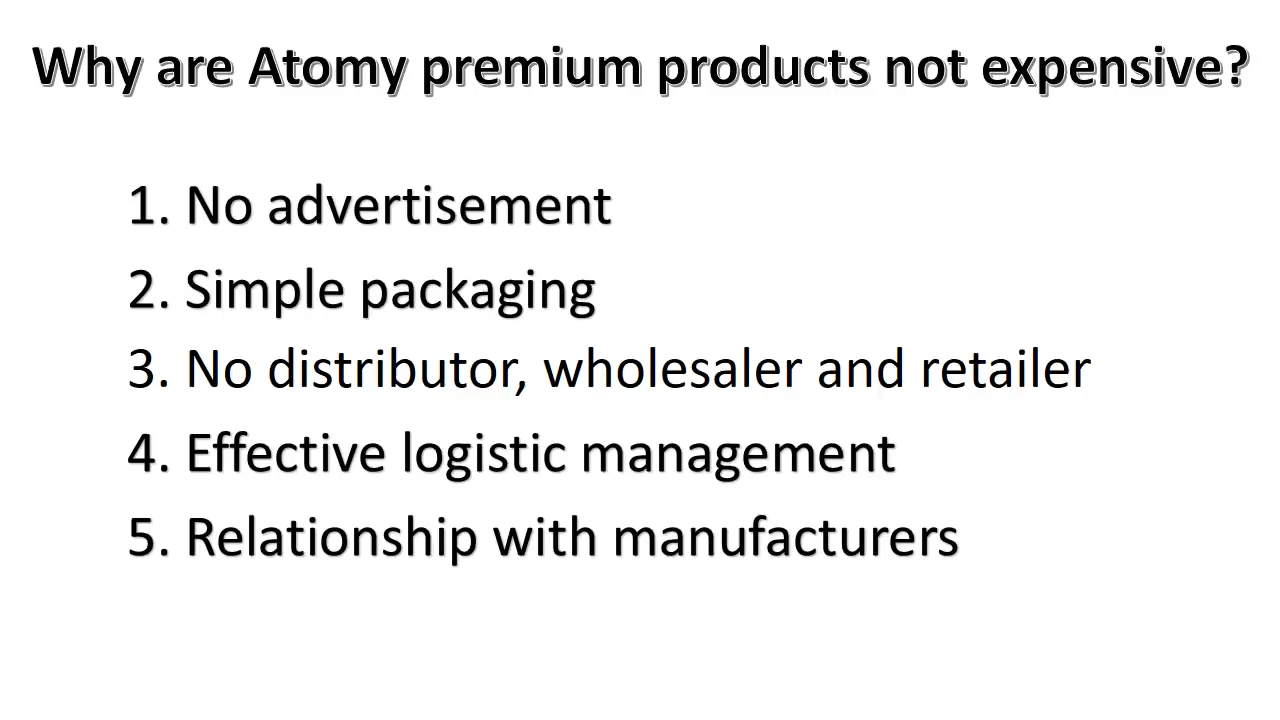 Why are Atomy premium products not expensive?
1. No advertisement
2. Simple packaging
3. No distributor, wholesaler and retailer
4. Effective logistic management
5. Relationship with manufacturers